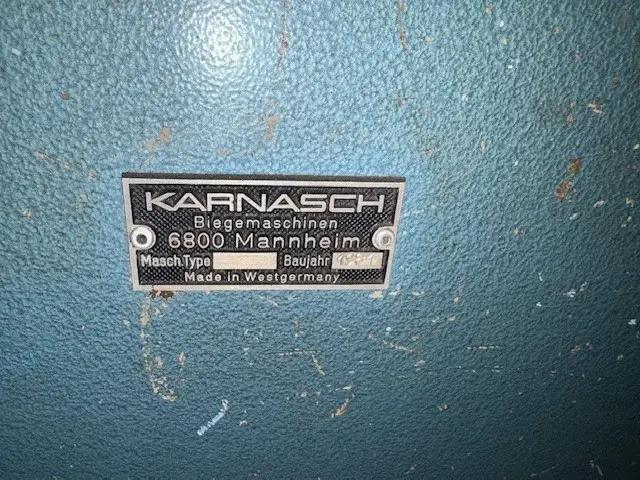 KARNASCH
Biegemaschinen
6800 Mannheim
Masch.Type Baujahr
Made in Westgermany